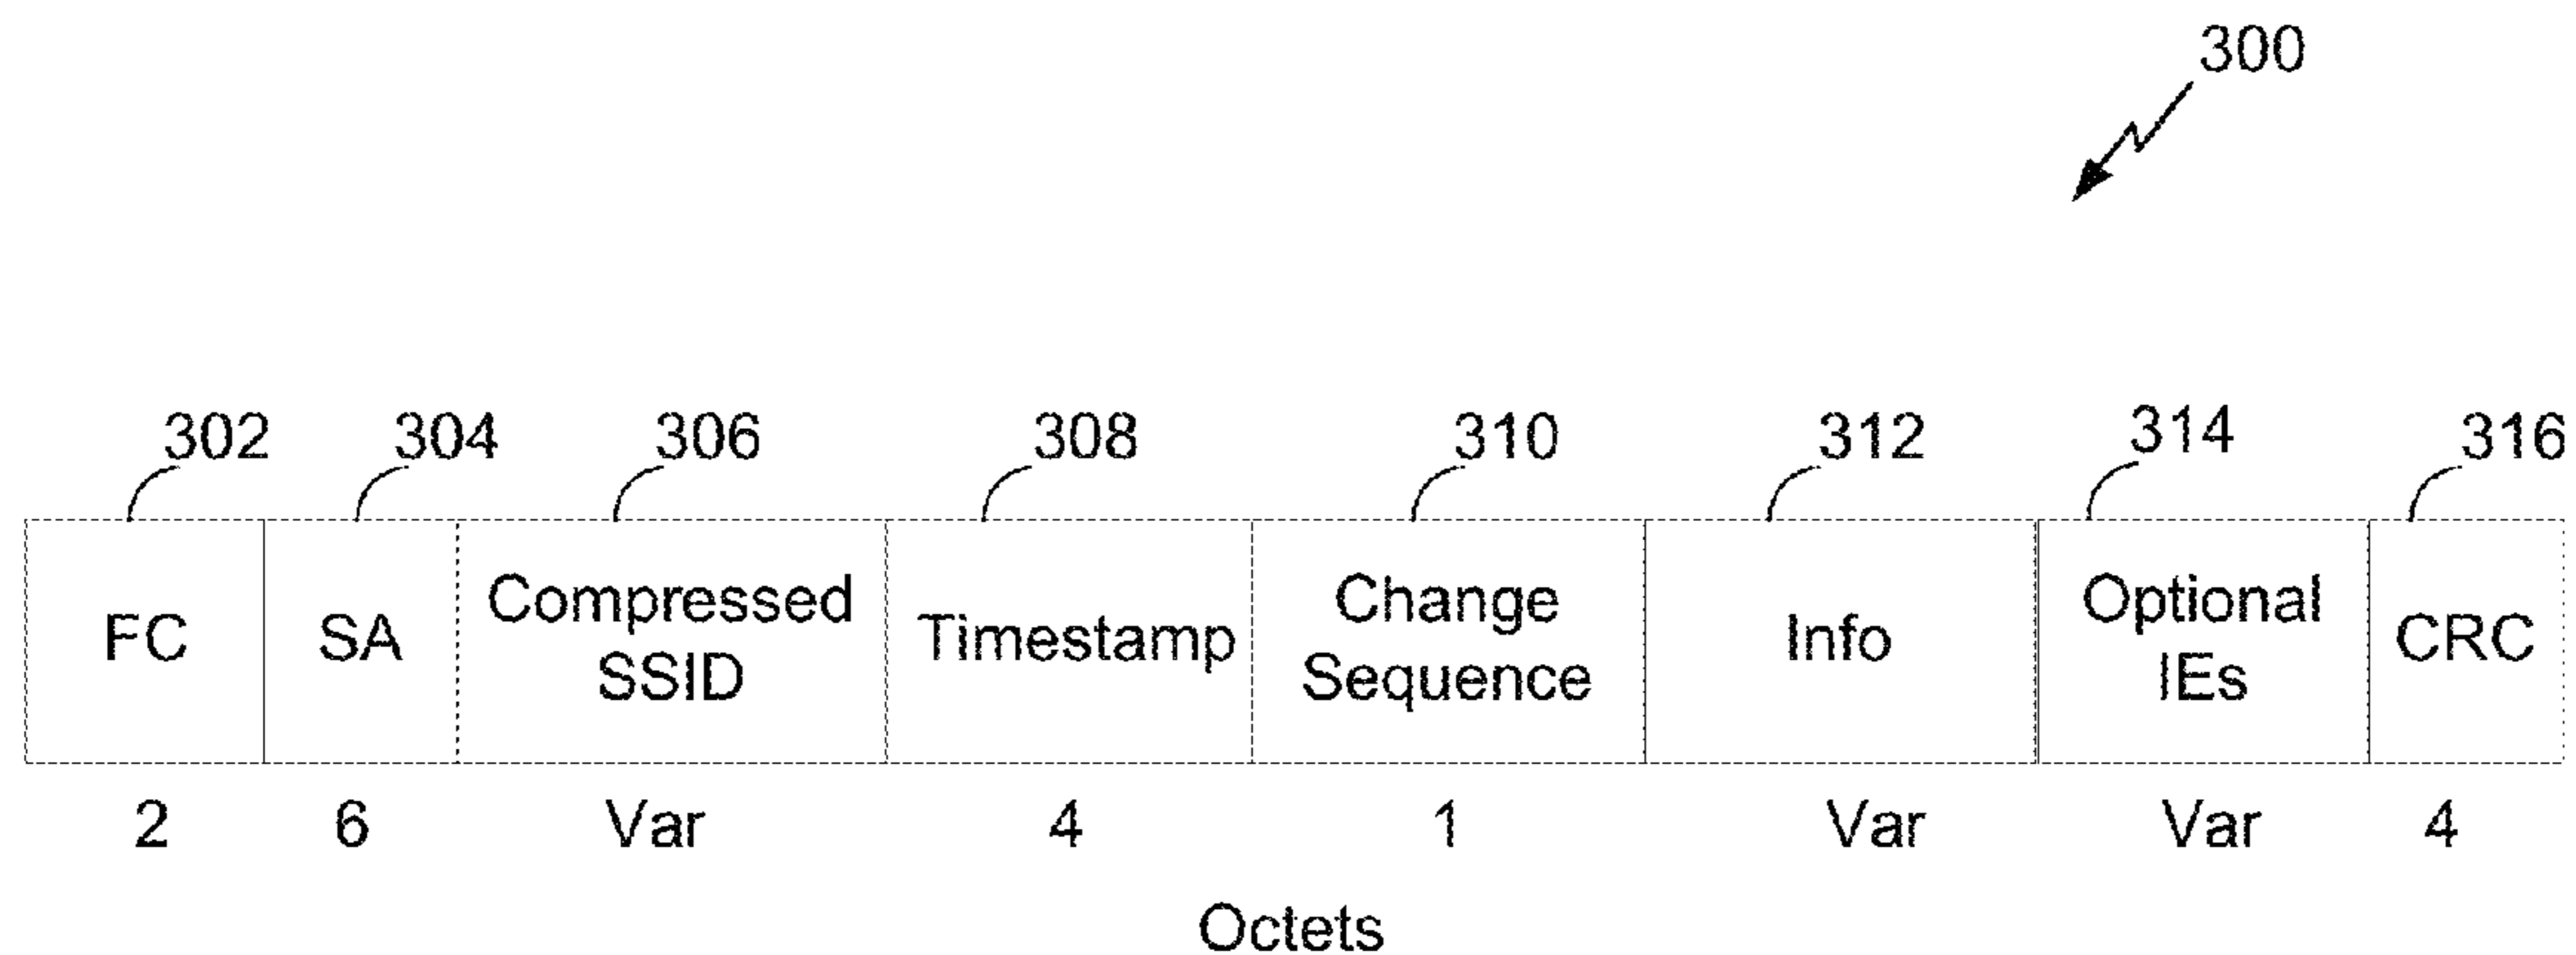 300
302 304 306 308 310 312 314 316
FC SA Compressed SSID Timestamp Change Sequence Info Optional IEs CRC
2 6 Var 4 1 Var Var 4
Octets